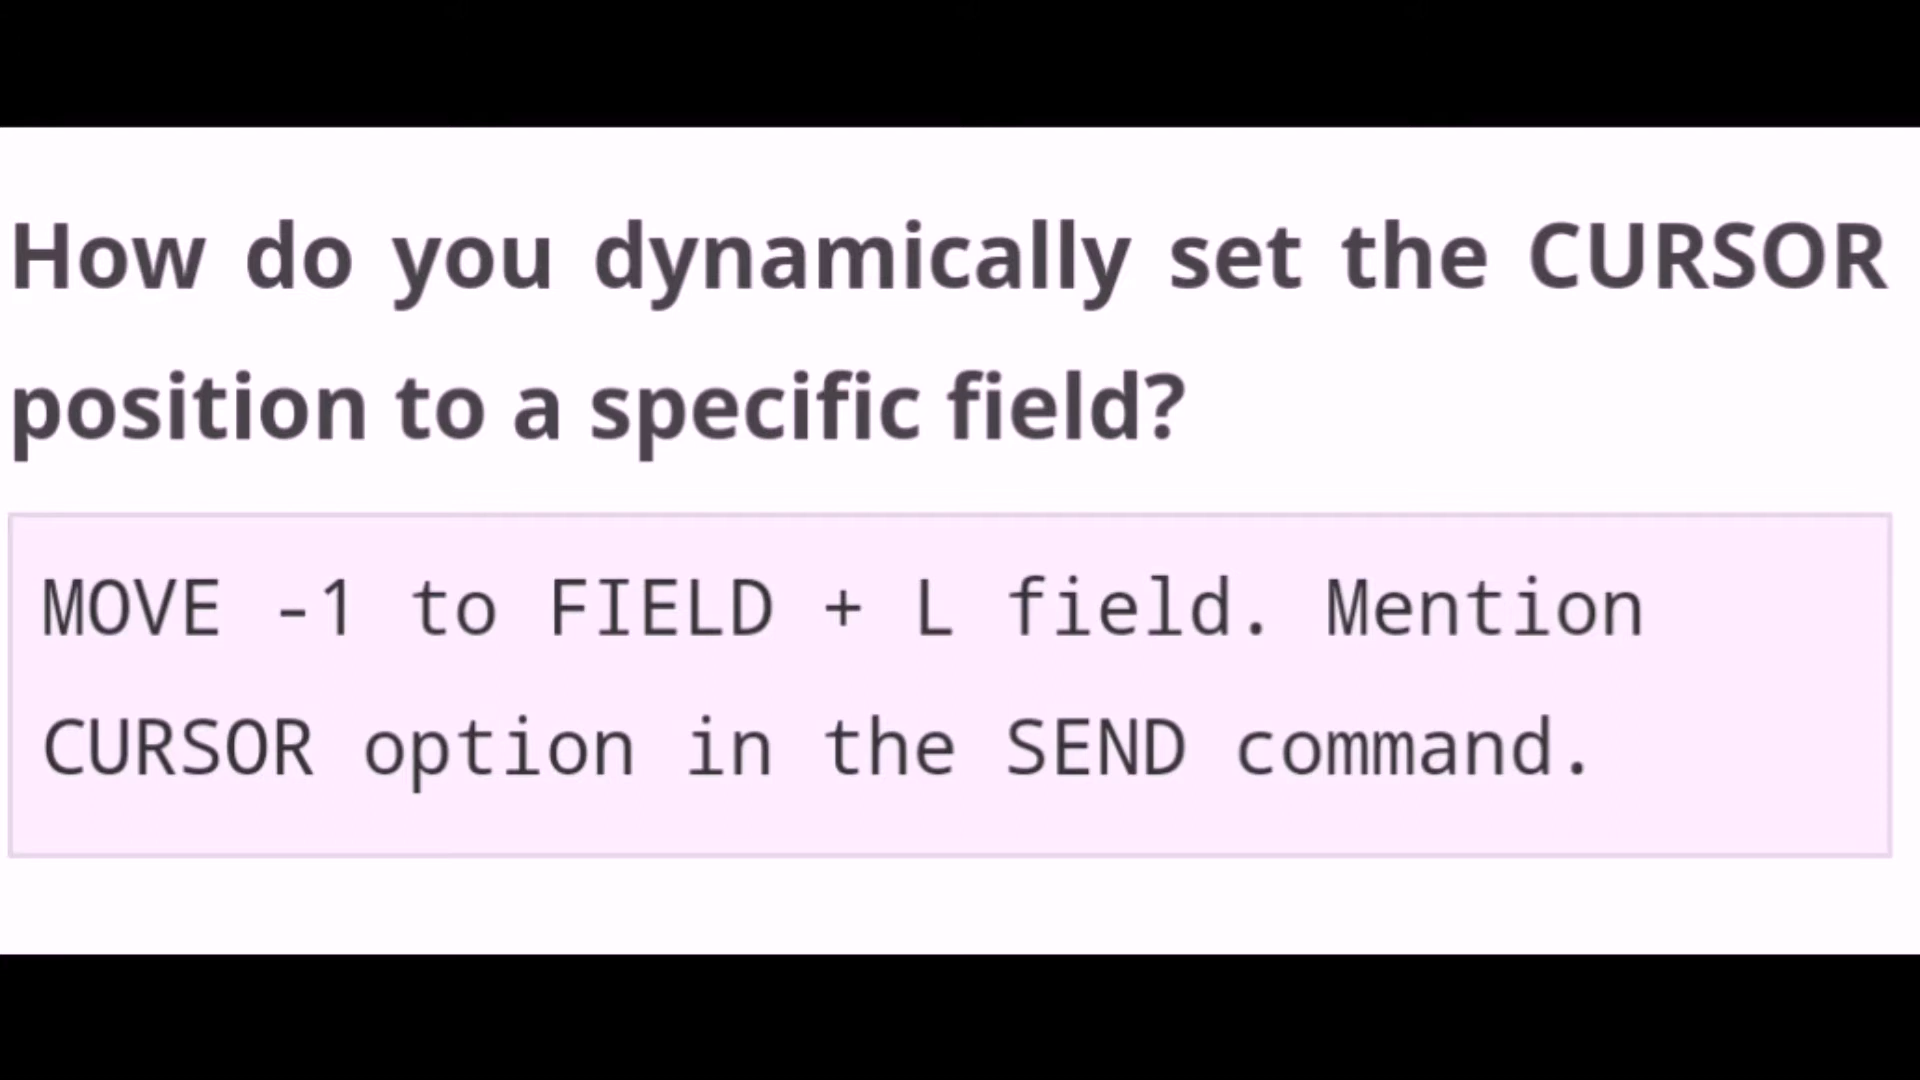 How do you dynamically set the CURSOR
position to a specific field?
MOVE -1 to FIELD + L field. Mention
CURSOR option in the SEND command.